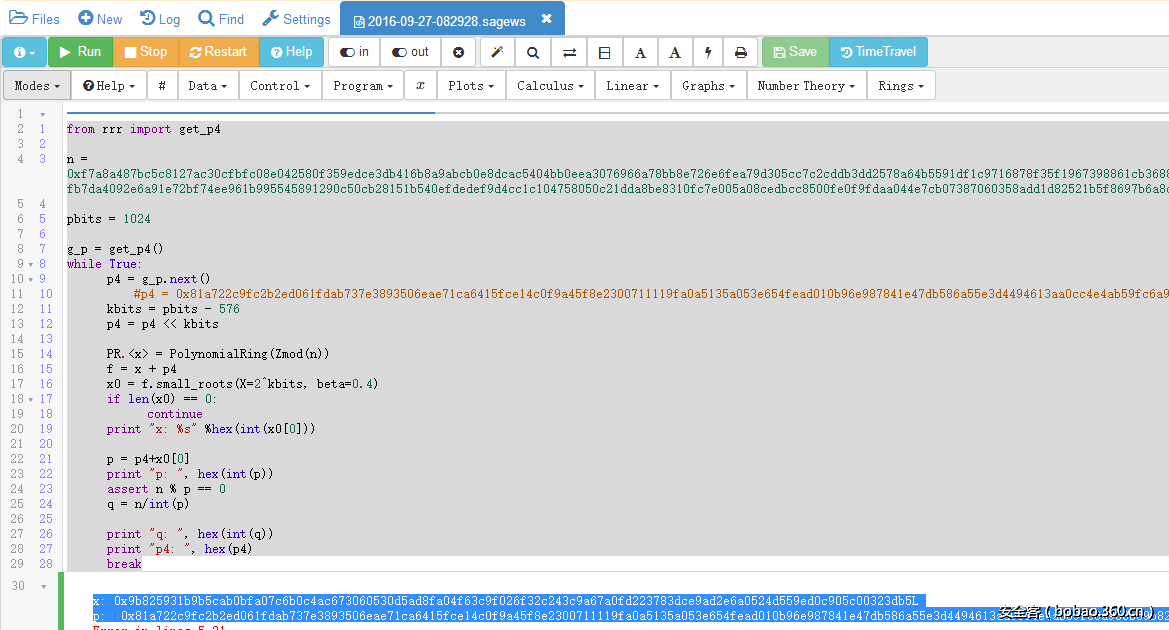 Files New Log Find Settings 2016-09-27-082928.sagews
Run Stop Restart Help in out A A Save TimeTravel
Modes Help # Data Control Program x Plots Calculus Linear Graphs Number Theory Rings
1
2 1 from rrr import get_p4
3 2
4 3 n =
0xf7a8a487bc5c8127ac30cfbfc08e042580f359edce3db416b8a9abcb0e8dcac5404bb0eea3076966a78bb8e726e6fea79d305cc7c2cddb3dd2578a64b5591df1c9716878f35f1967398861cb3688
fb7da4092e6a91e72bf74ee961b995545891290c50cb28151b540efdedef9d4cc1c104758050c21dda8be8310fc7e005a08cedbcc8500fe0f9fdaa044e7cb07387060358add1d82521b5f8697b6a8c
5 4
6 5 pbits = 1024
7 6
8 7 g_p = get_p4()
9 8 while True:
10 9 p4 = g_p.next()
11 10 #p4 = 0x81a722c9fc2b2ed061fdab737e3893506eae71ca6415fce14c0f9a45f8e2300711119fa0a5135a053e654fead010b96e987841e47db586a55e3d4494613aa0cc4e4ab59fc6a9
12 11 kbits = pbits - 576
13 12 p4 = p4 << kbits
14 13
15 14 PR.<x> = PolynomialRing(Zmod(n))
16 15 f = x + p4
17 16 x0 = f.small_roots(X=2^kbits, beta=0.4)
18 17 if len(x0) == 0:
19 18 continue
20 19 print "x: %s" %hex(int(x0[0]))
21 20
22 21 p = p4+x0[0]
23 22 print "p: ", hex(int(p))
24 23 assert n % p == 0
25 24 q = n/int(p)
26 25
27 26 print "q: ", hex(int(q))
28 27 print "p4: ", hex(p4)
29 28 break
30
x: 0x9b825931b9b5cab0bfa07c6b0c4ac673060530d5ad8fa04f63c9f026f32c243c9a67a0fd223783dce9ad2e6a0524d559ed0c905c00323db5L
p: 0x81a722c9fc2b2ed061fdab737e3893506eae71ca6415fce14c0f9a45f8e2300711119fa0a5135a053e654fead010b96e987841e47db586a55e3d4494613
Error in lines 5-21
安全客 ( bobao.360.cn )